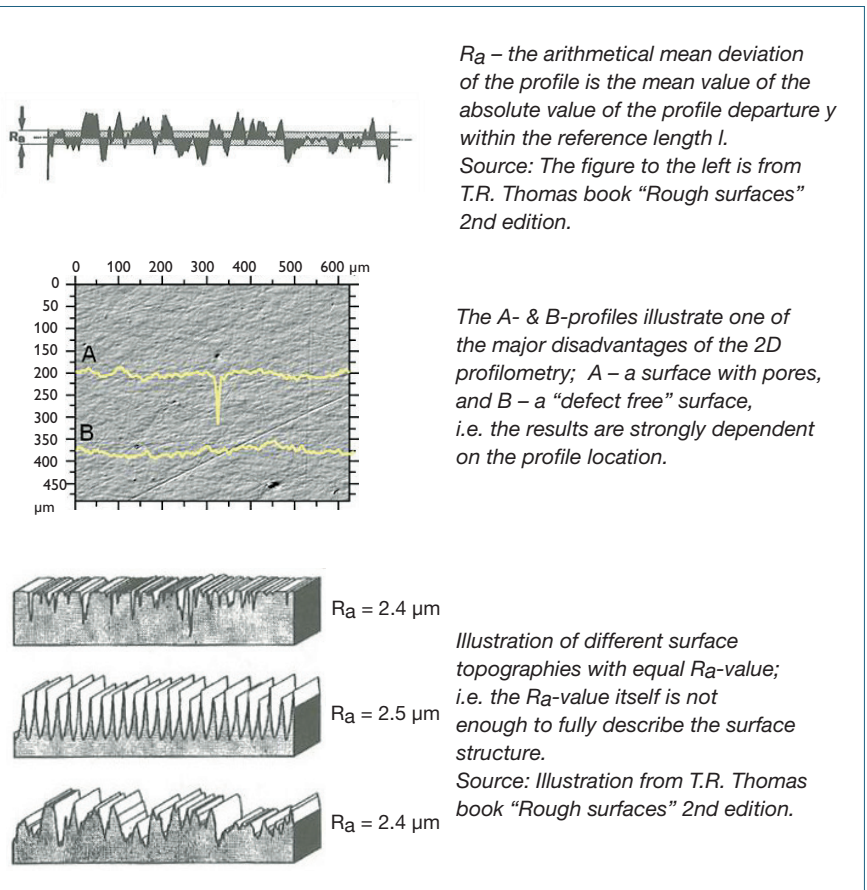 Ra – the arithmetical mean deviation
of the profile is the mean value of the
absolute value of the profile departure y
within the reference length l.
Source: The figure to the left is from
T.R. Thomas book “Rough surfaces”
2nd edition.
Ra
0 100 200 300 400 500 600 µm
0
50
100
150
200
250
300
350
400
450
µm
A
B
The A- & B-profiles illustrate one of
the major disadvantages of the 2D
profilometry; A – a surface with pores,
and B – a “defect free” surface,
i.e. the results are strongly dependent
on the profile location.
Ra = 2.4 µm
Ra = 2.5 µm
Ra = 2.4 µm
Illustration of different surface
topographies with equal Ra-value;
i.e. the Ra-value itself is not
enough to fully describe the surface
structure.
Source: Illustration from T.R. Thomas
book “Rough surfaces” 2nd edition.